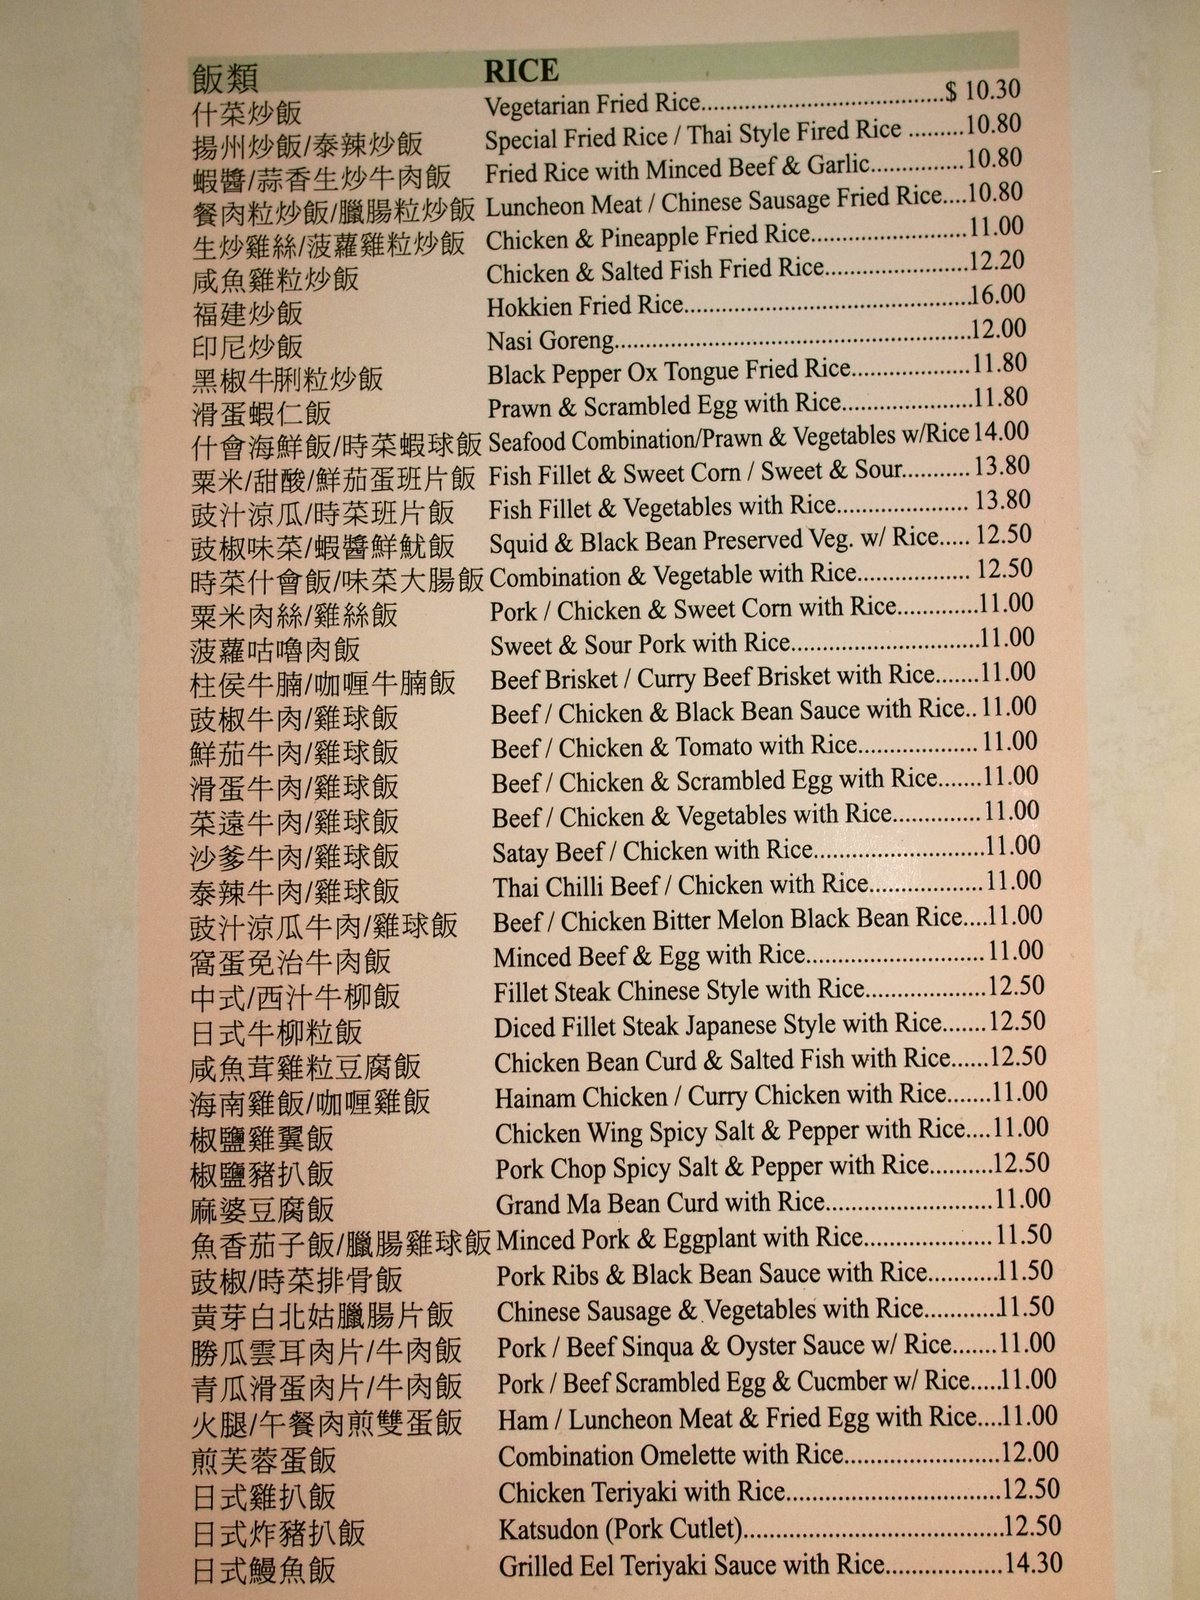 飯類 RICE
什菜炒飯 Vegetarian Fried Rice..................................$ 10.30
揚州炒飯/泰辣炒飯 Special Fried Rice / Thai Style Fired Rice .........10.80
蝦醬/蒜香生炒牛肉飯 Fried Rice with Minced Beef & Garlic..............10.80
餐肉粒炒飯/臘腸粒炒飯 Luncheon Meat / Chinese Sausage Fried Rice....10.80
生炒雞絲/菠蘿雞粒炒飯 Chicken & Pineapple Fried Rice.......................11.00
咸魚雞粒炒飯 Chicken & Salted Fish Fried Rice.....................12.20
福建炒飯 Hokkien Fried Rice..........................................16.00
印尼炒飯 Nasi Goreng....................................................12.00
黑椒牛脷粒炒飯 Black Pepper Ox Tongue Fried Rice.................11.80
滑蛋蝦仁飯 Prawn & Scrambled Egg with Rice...................11.80
什會海鮮飯/時菜蝦球飯 Seafood Combination/Prawn & Vegetables w/Rice 14.00
粟米/甜酸/鮮茄蛋班片飯 Fish Fillet & Sweet Corn / Sweet & Sour.......... 13.80
豉汁涼瓜/時菜班片飯 Fish Fillet & Vegetables with Rice................... 13.80
豉椒味菜/蝦醬鮮魷飯 Squid & Black Bean Preserved Veg. w/ Rice..... 12.50
時菜什會飯/味菜大腸飯 Combination & Vegetable with Rice................ 12.50
粟米肉絲/雞絲飯 Pork / Chicken & Sweet Corn with Rice............11.00
菠蘿咕嚕肉飯 Sweet & Sour Pork with Rice...........................11.00
柱侯牛腩/咖喱牛腩飯 Beef Brisket / Curry Beef Brisket with Rice.......11.00
豉椒牛肉/雞球飯 Beef / Chicken & Black Bean Sauce with Rice.. 11.00
鮮茄牛肉/雞球飯 Beef / Chicken & Tomato with Rice................. 11.00
滑蛋牛肉/雞球飯 Beef / Chicken & Scrambled Egg with Rice.......11.00
菜遠牛肉/雞球飯 Beef / Chicken & Vegetables with Rice............. 11.00
沙爹牛肉/雞球飯 Satay Beef / Chicken with Rice.........................11.00
泰辣牛肉/雞球飯 Thai Chilli Beef / Chicken with Rice.................11.00
豉汁涼瓜牛肉/雞球飯 Beef / Chicken Bitter Melon Black Bean Rice....11.00
窩蛋免治牛肉飯 Minced Beef & Egg with Rice.......................... 11.00
中式/西汁牛柳飯 Fillet Steak Chinese Style with Rice..................12.50
日式牛柳粒飯 Diced Fillet Steak Japanese Style with Rice.......12.50
咸魚茸雞粒豆腐飯 Chicken Bean Curd & Salted Fish with Rice......12.50
海南雞飯/咖喱雞飯 Hainam Chicken / Curry Chicken with Rice.......11.00
椒鹽雞翼飯 Chicken Wing Spicy Salt & Pepper with Rice....11.00
椒鹽豬扒飯 Pork Chop Spicy Salt & Pepper with Rice..........12.50
麻婆豆腐飯 Grand Ma Bean Curd with Rice.........................11.00
魚香茄子飯/臘腸雞球飯 Minced Pork & Eggplant with Rice................... 11.50
豉椒/時菜排骨飯 Pork Ribs & Black Bean Sauce with Rice...........11.50
黃芽白北姑臘腸片飯 Chinese Sausage & Vegetables with Rice...........11.50
勝瓜雲耳肉片/牛肉飯 Pork / Beef Sinqua & Oyster Sauce w/ Rice.......11.00
青瓜滑蛋肉片/牛肉飯 Pork / Beef Scrambled Egg & Cucmber w/ Rice.....11.00
火腿/午餐肉煎雙蛋飯 Ham / Luncheon Meat & Fried Egg with Rice....11.00
煎芙蓉蛋飯 Combination Omelette with Rice.......................12.00
日式雞扒飯 Chicken Teriyaki with Rice................................12.50
日式炸豬扒飯 Katsudon (Pork Cutlet)......................................12.50
日式鰻魚飯 Grilled Eel Teriyaki Sauce with Rice.................14.30